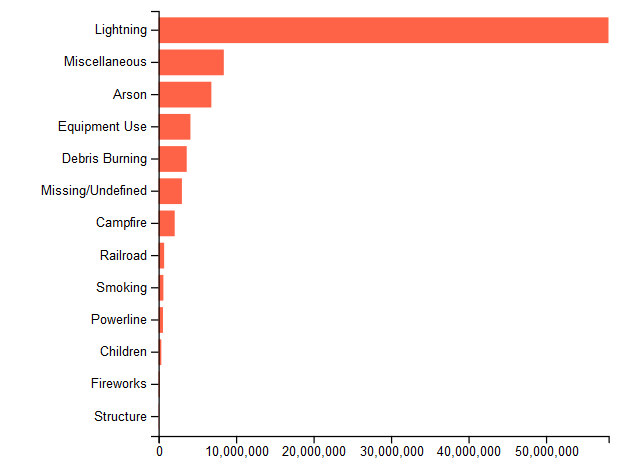 Lightning
Miscellaneous
Arson
Equipment Use
Debris Burning
Missing/Undefined
Campfire
Railroad
Smoking
Powerline
Children
Fireworks
Structure
0 10,000,000 20,000,000 30,000,000 40,000,000 50,000,000